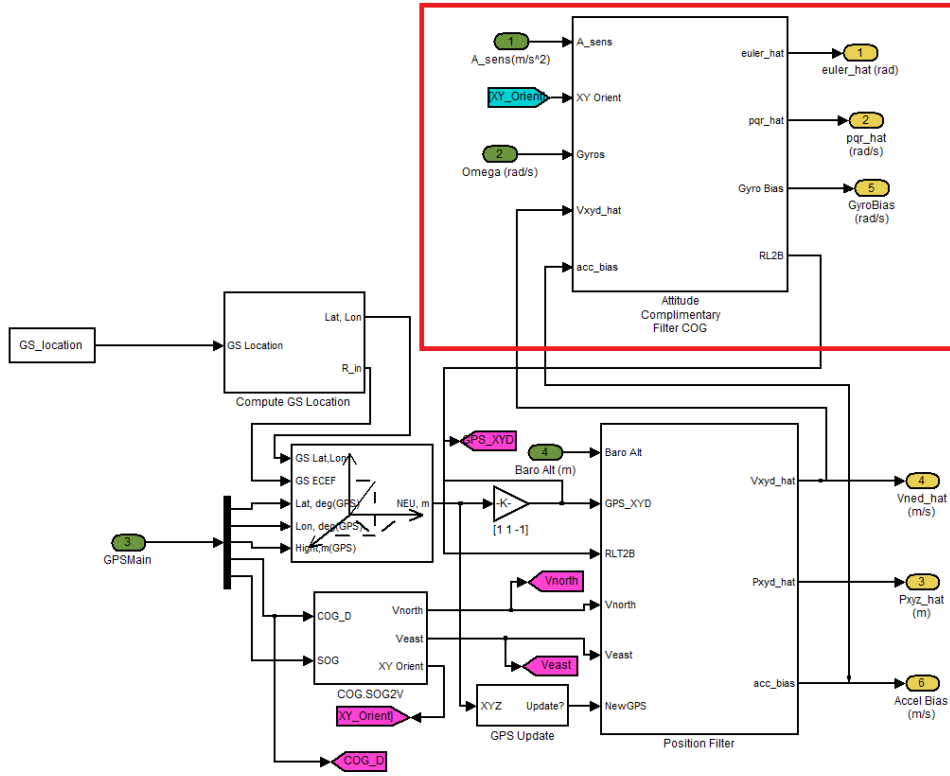 1
A_sens(m/s^2)
[XY_Orient]
2
Omega (rad/s)
A_sens
XY Orient
Gyros
Vxyd_hat
acc_bias
euler_hat
pqr_hat
Gyro Bias
RL2B
Attitude
Complimentary
Filter COG
1
euler_hat (rad)
2
pqr_hat
(rad/s)
5
GyroBias
(rad/s)
GS_location
GS Location
Lat, Lon
R_in
Compute GS Location
GS Lat,Lon
GS ECEF
Lat, deg(GPS)
Lon, deg(GPS)
Hight,m(GPS)
NEU, m
3
GPSMain
GPS_XYD
4
Baro Alt (m)
-K-
[1 1 -1]
Baro Alt
GPS_XYD
RLT2B
Vnorth
Veast
NewGPS
Vxyd_hat
Pxyd_hat
acc_bias
Position Filter
4
Vned_hat
(m/s)
3
Pxyz_hat
(m)
6
Accel Bias
(m/s)
COG_D
SOG
Vnorth
Veast
XY Orient
COG.SOG2V
Vnorth
Veast
XY_Orient]
COG_D
XYZ
Update?
GPS Update